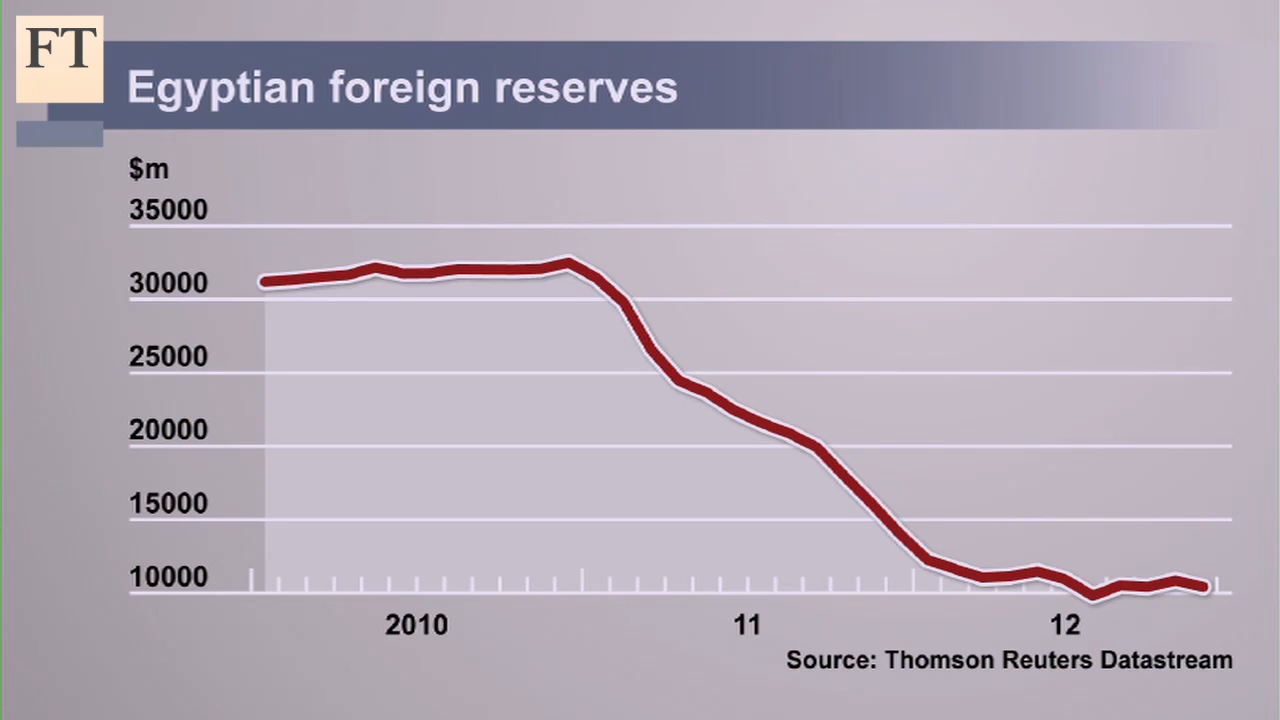 FT
Egyptian foreign reserves
$m
35000
30000
25000
20000
15000
10000
2010 11 12
Source: Thomson Reuters Datastream